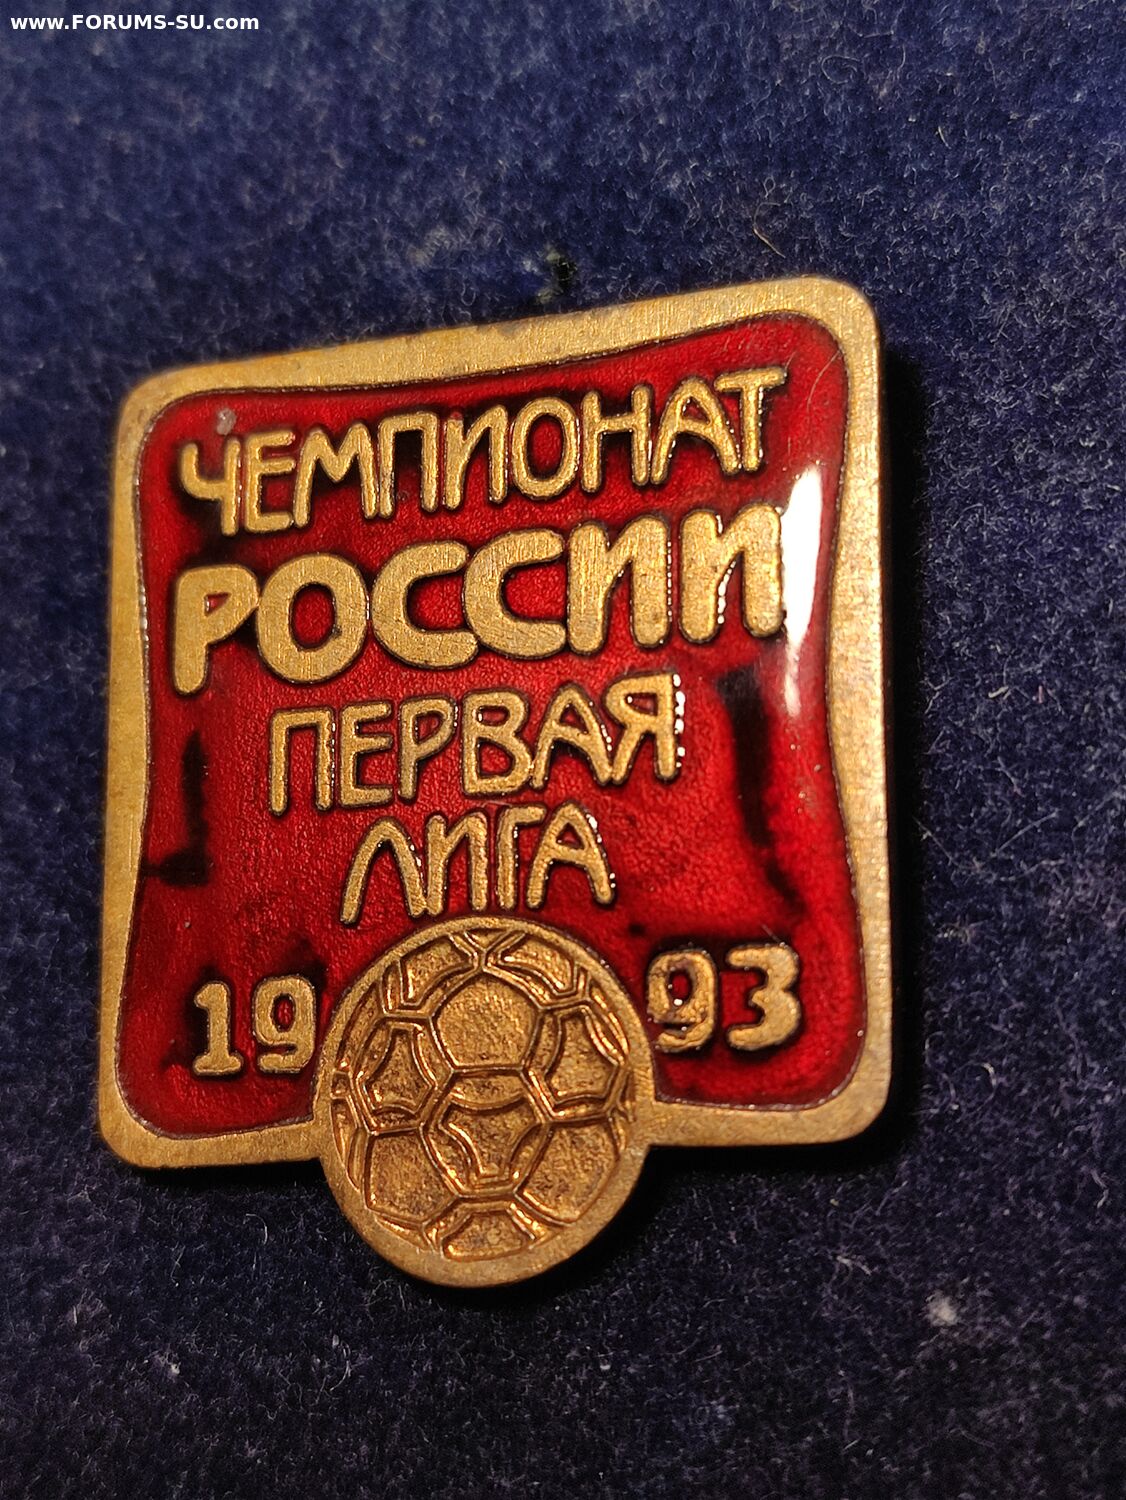 www.FORUMS-SU.com
ЧЕМПИОНАТ
РОССИИ
ПЕРВАЯ
ЛИГА
19 93